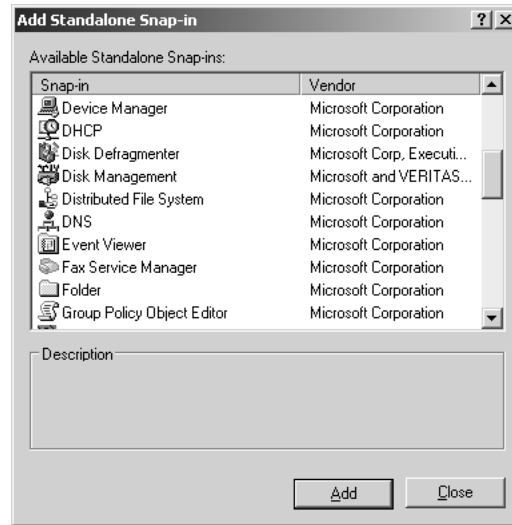 Add Standalone Snap-in
Available Standalone Snap-ins:
Snap-in Vendor
Device Manager Microsoft Corporation
DHCP Microsoft Corporation
Disk Defragmenter Microsoft Corp, Executi...
Disk Management Microsoft and VERITAS...
Distributed File System Microsoft Corporation
DNS Microsoft Corporation
Event Viewer Microsoft Corporation
Fax Service Manager Microsoft Corporation
Folder Microsoft Corporation
Group Policy Object Editor Microsoft Corporation
Description
Add Close